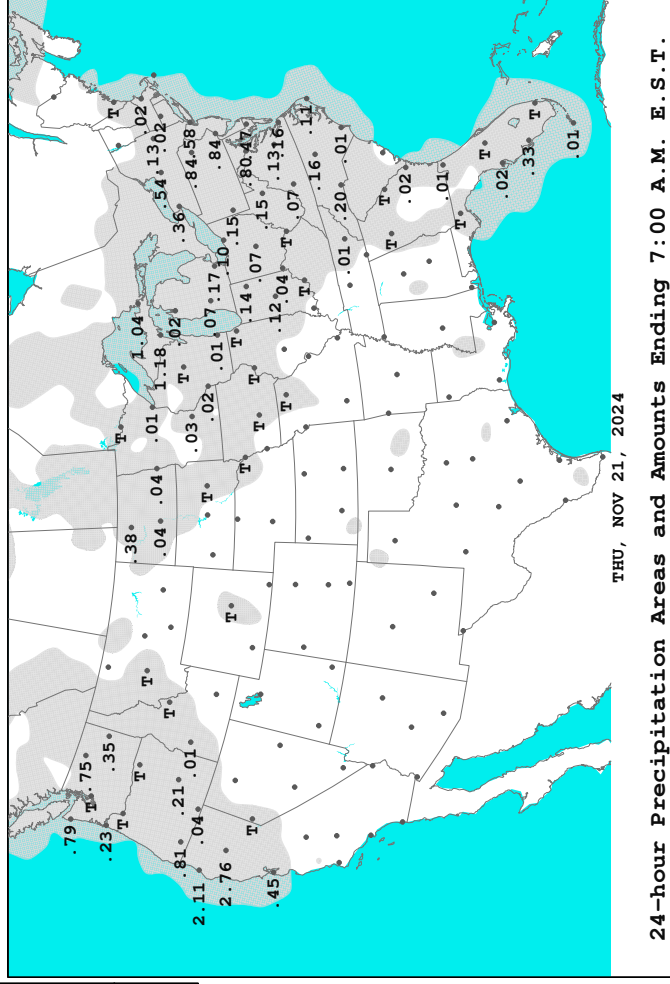 .79
.23
T
.75
.35
T
T
.81
.21
.04
.01
2.11
2.76
.45
T
T
T
T
.38
.04
.04
T
T
T
.01
.03
.02
T
T
T
1.04
1.18
.02
T
.01
.07
.17
.10
T
.14
.12
.04
T
.07
T
.15
.15
.36
.54
.13
.02
.02
T
.84
.58
.84
.80
.47
.13
.16
.07
.16
.11
.01
.20
.01
T
.02
T
.01
T
T
.02
.33
T
.01
THU, NOV 21, 2024
24-hour Precipitation Areas and Amounts Ending 7:00 A.M. E.S.T.